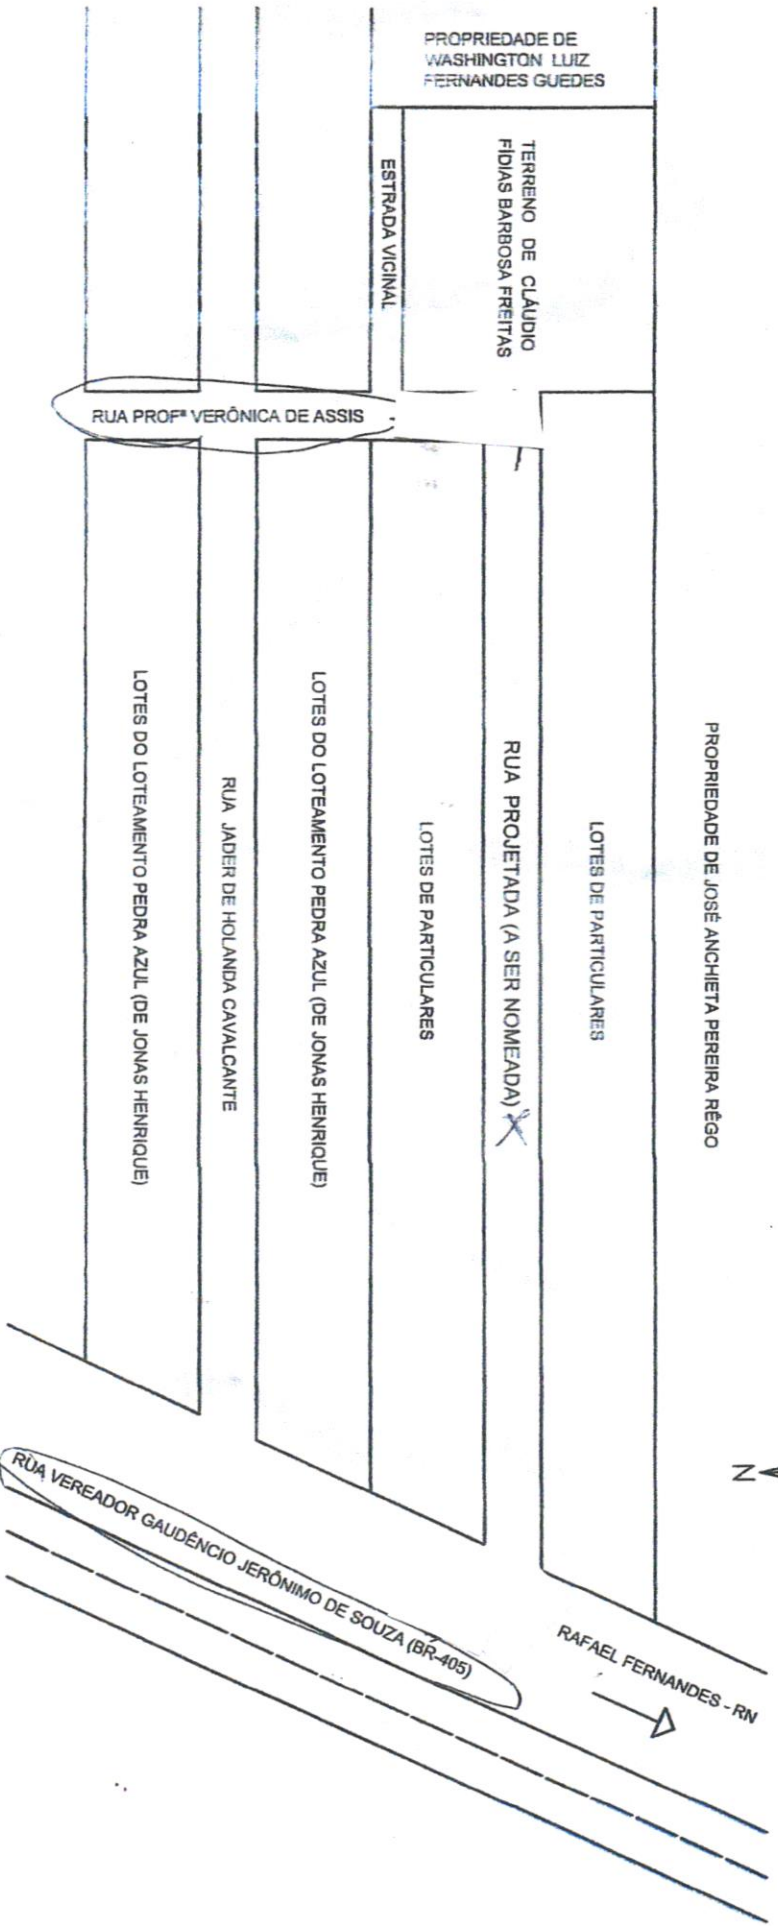 PROPRIEDADE DE
WASHINGTON LUIZ
FERNANDES GUEDES
TERRENO DE CLÁUDIO
FÍDIAS BARBOSA FREITAS
ESTRADA VICINAL
RUA PROFª VERÔNICA DE ASSIS
PROPRIEDADE DE JOSÉ ANCHIETA PEREIRA RÊGO
LOTES DE PARTICULARES
RUA PROJETADA (A SER NOMEADA) X
LOTES DE PARTICULARES
LOTES DO LOTEAMENTO PEDRA AZUL (DE JONAS HENRIQUE)
RUA JADER DE HOLANDA CAVALCANTE
LOTES DO LOTEAMENTO PEDRA AZUL (DE JONAS HENRIQUE)
N
RUA VEREADOR GAUDÊNCIO JERÔNIMO DE SOUZA (BR-405)
RAFAEL FERNANDES - RN